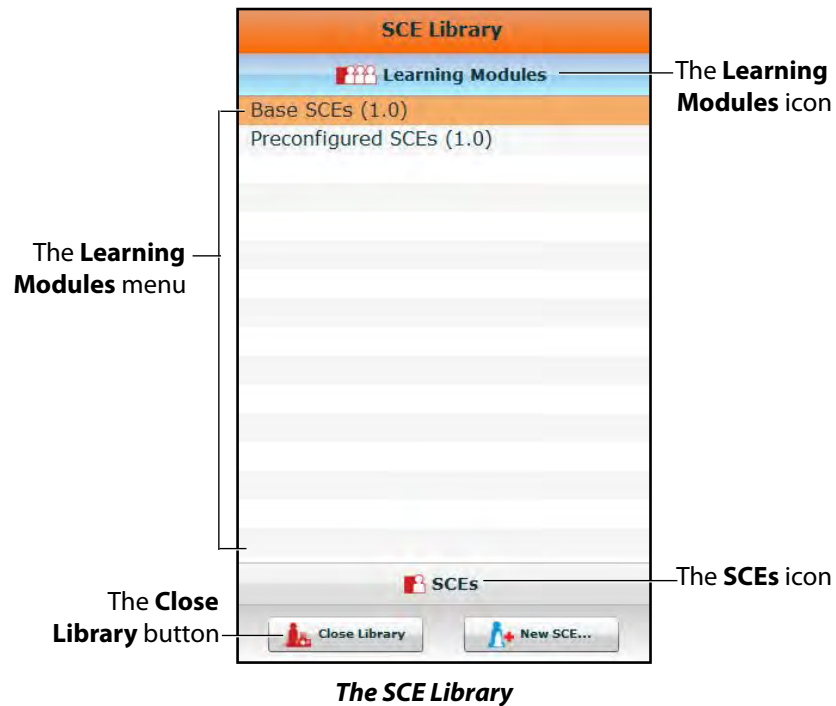 SCE Library
Learning Modules
The Learning
Modules icon
Base SCEs (1.0)
Preconfigured SCEs (1.0)
The Learning
Modules menu
SCEs
The SCEs icon
The Close
Library button
Close Library
New SCE...
The SCE Library